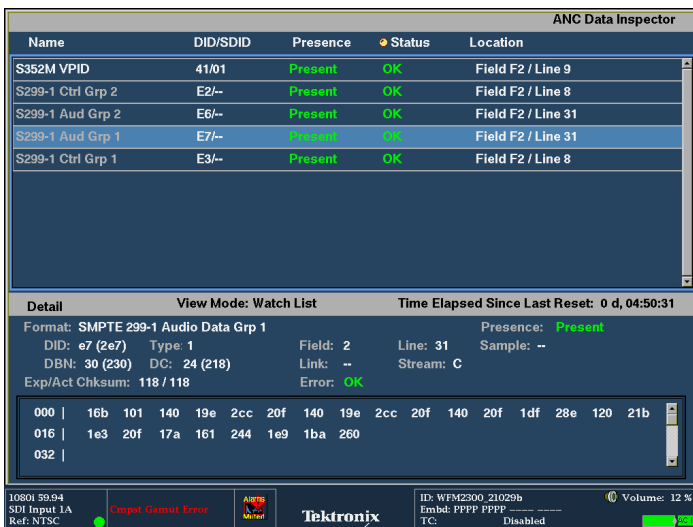 ANC Data Inspector
Name DID/SDID Presence Status Location
S352M VPID 41/01 Present OK Field F2 / Line 9
S299-1 Ctrl Grp 2 E2/-- Present OK Field F2 / Line 8
S299-1 Aud Grp 2 E6/-- Present OK Field F2 / Line 31
S299-1 Aud Grp 1 E7/-- Present OK Field F2 / Line 31
S299-1 Ctrl Grp 1 E3/-- Present OK Field F2 / Line 8
Detail View Mode: Watch List Time Elapsed Since Last Reset: 0 d, 04:50:31
Format: SMPTE 299-1 Audio Data Grp 1 Presence: Present
DID: e7 (2e7) Type: 1 Field: 2 Line: 31 Sample: --
DBN: 30 (230) DC: 24 (218) Link: -- Stream: C
Exp/Act Chksum: 118 / 118 Error: OK
000 | 16b 101 140 19e 2cc 20f 140 19e 2cc 20f 140 20f 1df 28e 120 21b
016 | 1e3 20f 17a 161 244 1e9 1ba 260
032 |
1080i 59.94
SDI Input 1A
Ref: NTSC
Cmpst Gamut Error
Alarms
Muted
Tektronix
ID: WFM2300_21029b
Embd: PPPP PPPP ---- ----
TC: Disabled
Volume: 12 %